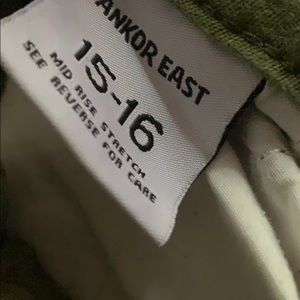 ANKOR EAST
15-16
MID RISE STRETCH
SEE REVERSE FOR CARE